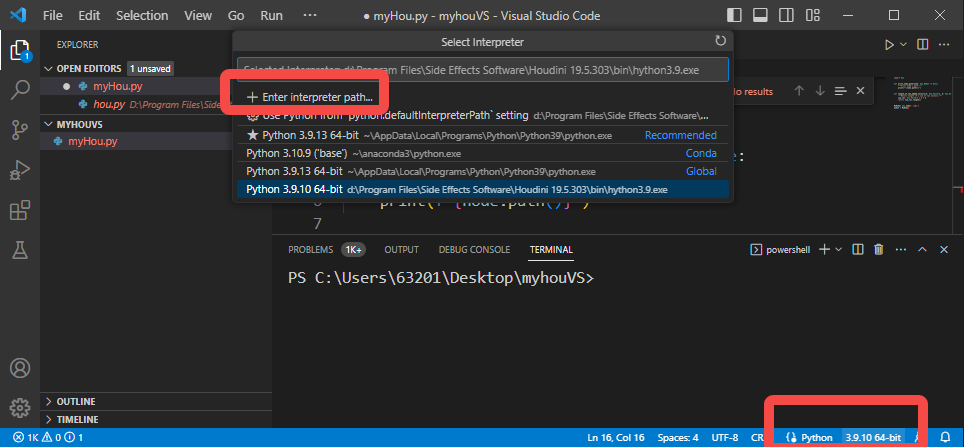 File Edit Selection View Go Run ··· ● myHou.py - myhouVS - Visual Studio Code
EXPLORER
OPEN EDITORS 1 unsaved
● myHou.py
hou.py D:\Program Files\Side
MYHOUVS
myHou.py
OUTLINE
TIMELINE
1
Select Interpreter
Selected Interpreter: d:\Program Files\Side Effects Software\Houdini 19.5.303\bin\hython3.9.exe
+ Enter interpreter path...
Use Python from `python.defaultInterpreterPath` setting d:\Program Files\Side Effects Software\...
★ Python 3.9.13 64-bit ~\AppData\Local\Programs\Python\Python39\python.exe Recommended
Python 3.10.9 ('base') ~\anaconda3\python.exe Conda
Python 3.9.13 64-bit ~\AppData\Local\Programs\Python\Python39\python.exe Global
Python 3.9.10 64-bit d:\Program Files\Side Effects Software\Houdini 19.5.303\bin\hython3.9.exe
No results
7
PROBLEMS 1K+ OUTPUT DEBUG CONSOLE TERMINAL powershell
PS C:\Users\63201\Desktop\myhouVS>
1K 0 1 Ln 16, Col 16 Spaces: 4 UTF-8 Python 3.9.10 64-bit